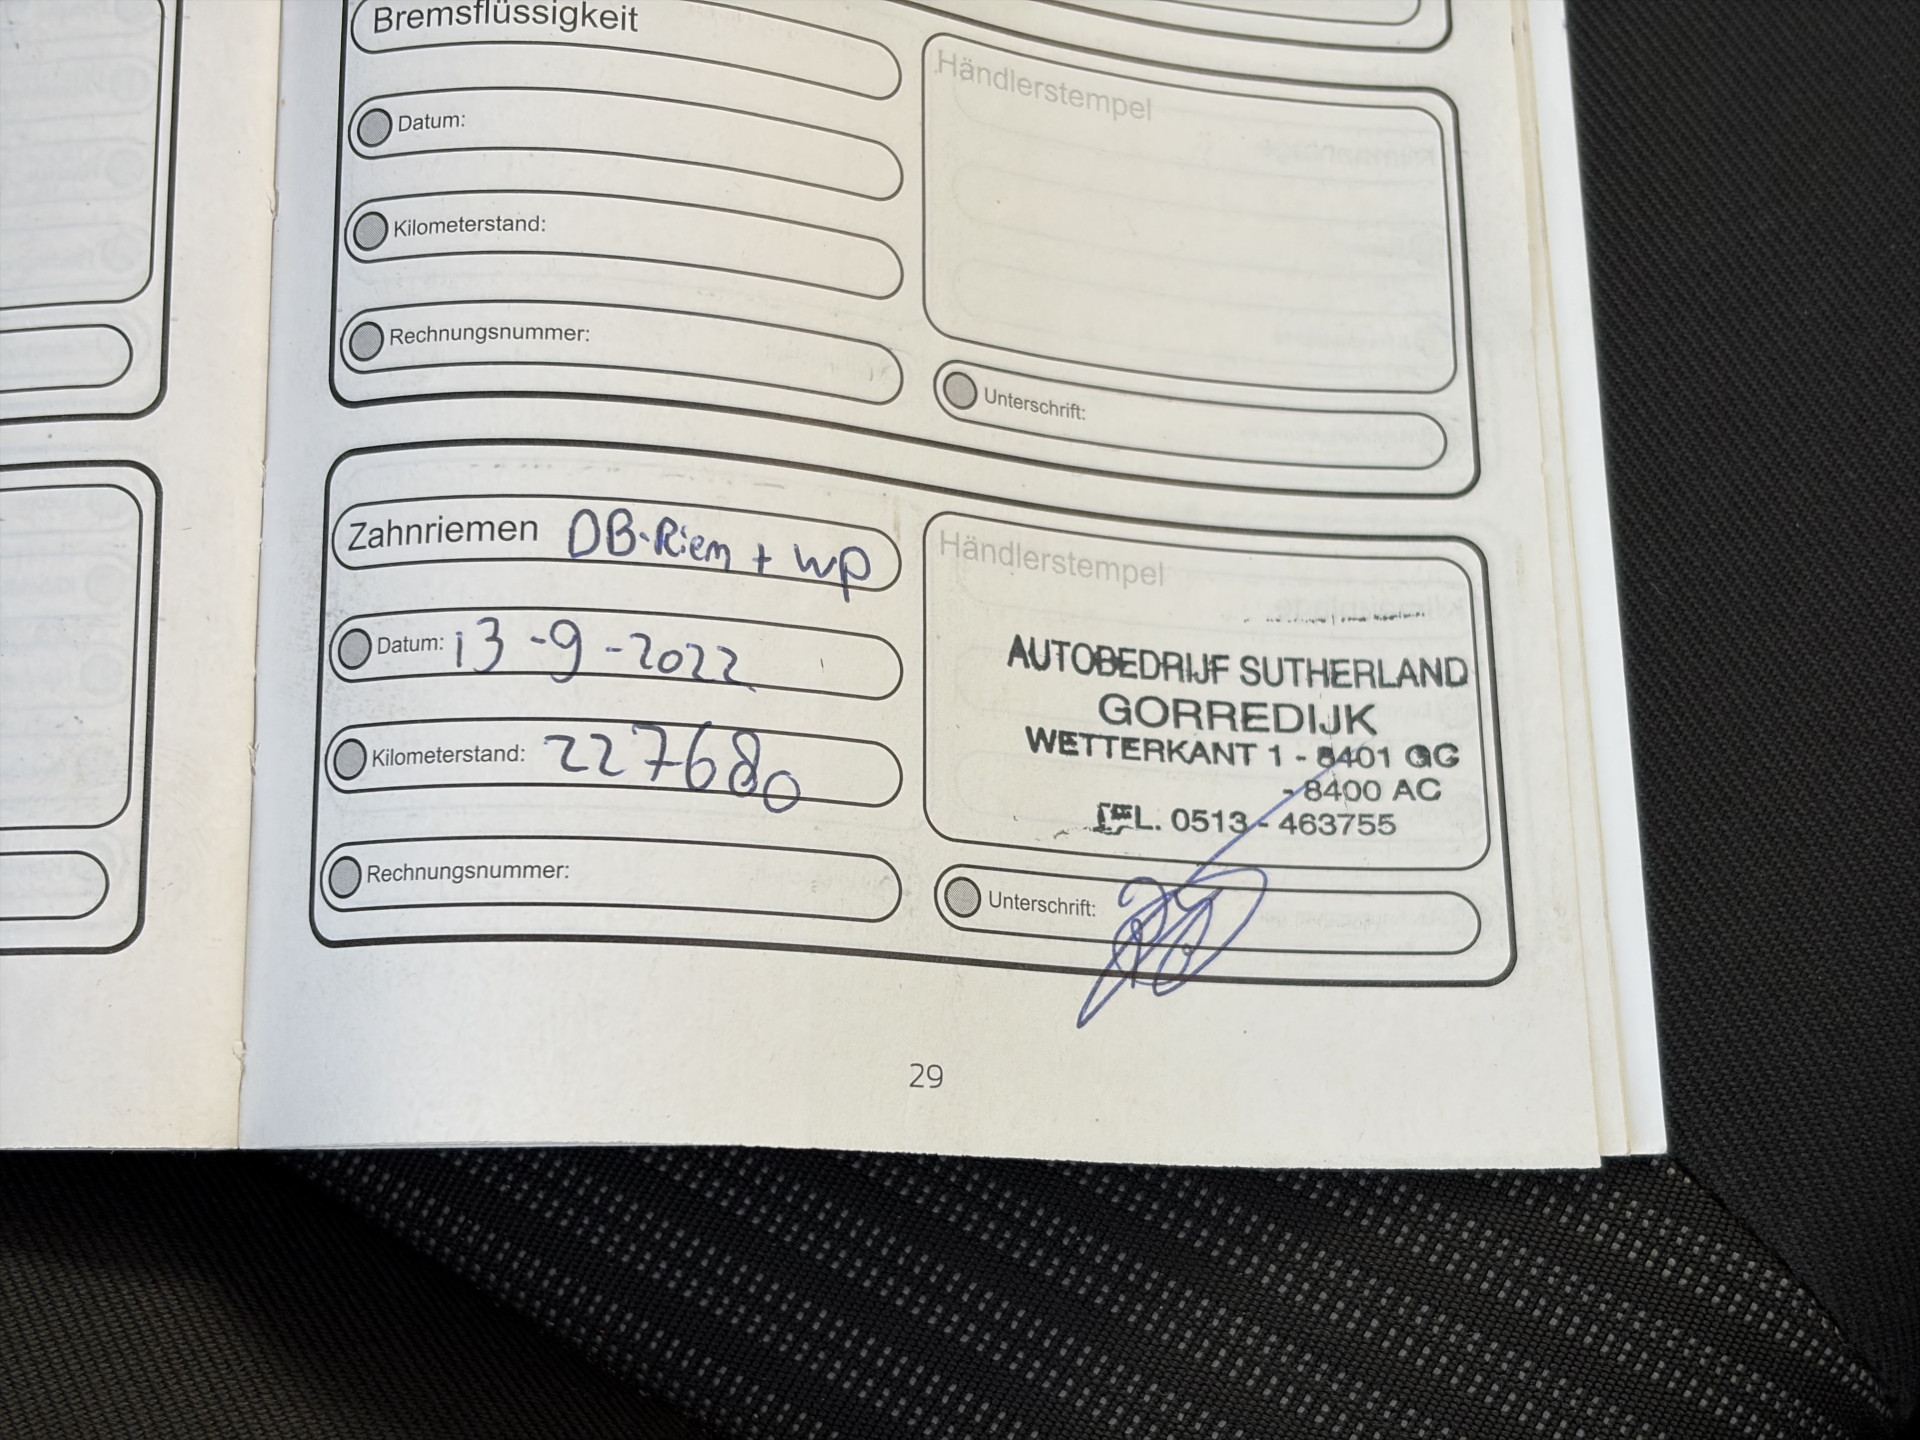 Bremsflüssigkeit
Datum:
Kilometerstand:
Rechnungsnummer:
Händlerstempel
Unterschrift:
Zahnriemen DB-Riem + WP
Datum: 13-9-2022
Kilometerstand: 227680
Rechnungsnummer:
Händlerstempel
AUTOBEDRIJF SUTHERLAND
GORREDIJK
WETTERKANT 1 - 8401 GC
- 8400 AC
TEL. 0513 - 463755
Unterschrift:
29